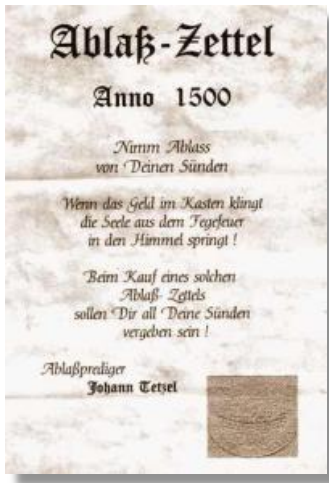 Ablaß-Zettel
Anno 1500
Nimm Ablass
von Deinen Sünden
Wenn das Geld im Kasten klingt
die Seele aus dem Fegefeuer
in den Himmel springt !
Beim Kauf eines solchen
Ablaß- Zettels
sollen Dir all Deine Sünden
vergeben sein !
Ablaßprediger
Johann Tetzel